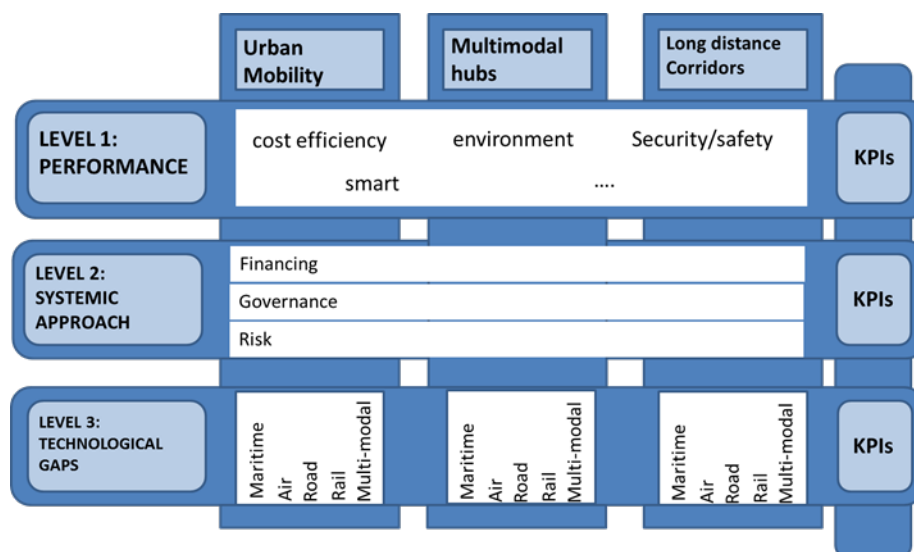 Urban
Mobility
Multimodal
hubs
Long distance
Corridors
LEVEL 1:
PERFORMANCE
cost efficiency
environment
Security/safety
smart
....
KPIs
LEVEL 2:
SYSTEMIC
APPROACH
Financing
Governance
Risk
KPIs
LEVEL 3:
TECHNOLOGICAL
GAPS
Maritime
Air
Road
Rail
Multi-modal
Maritime
Air
Road
Rail
Multi-modal
Maritime
Air
Road
Rail
Multi-modal
KPIs